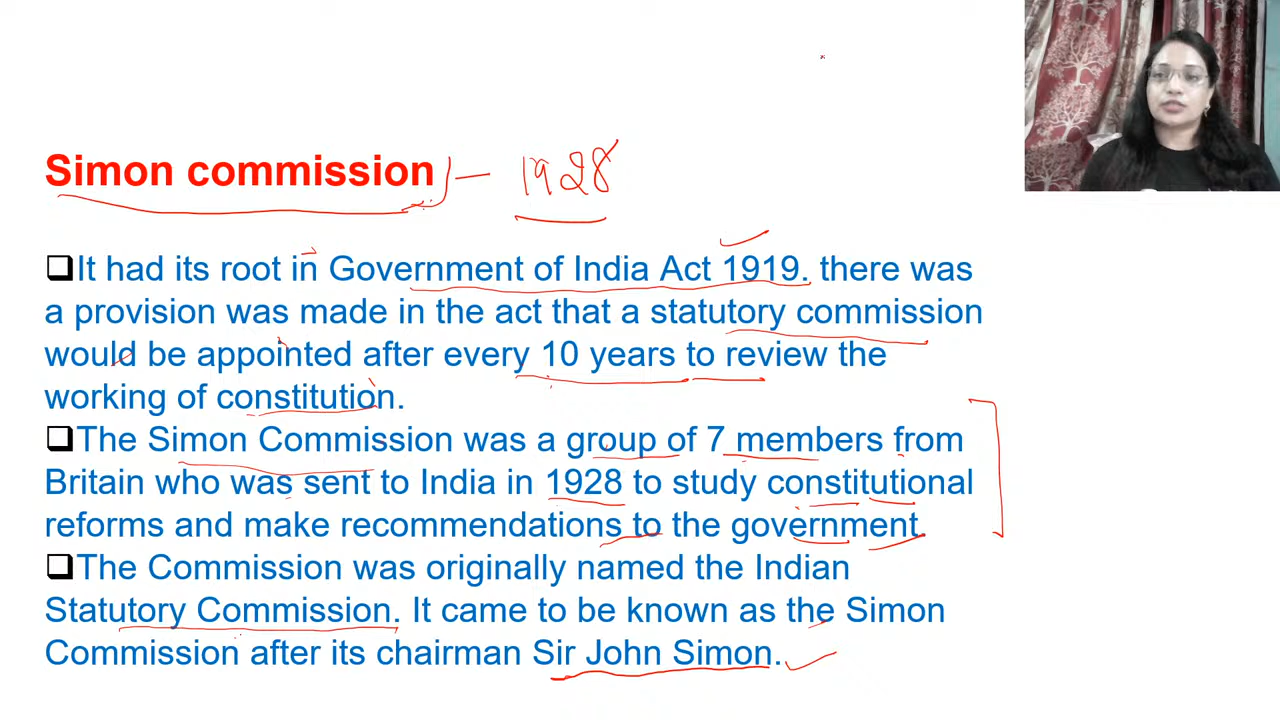 Simon commission - 1928
❑It had its root in Government of India Act 1919. there was
a provision was made in the act that a statutory commission
would be appointed after every 10 years to review the
working of constitution.
❑The Simon Commission was a group of 7 members from
Britain who was sent to India in 1928 to study constitutional
reforms and make recommendations to the government.
❑The Commission was originally named the Indian
Statutory Commission. It came to be known as the Simon
Commission after its chairman Sir John Simon.